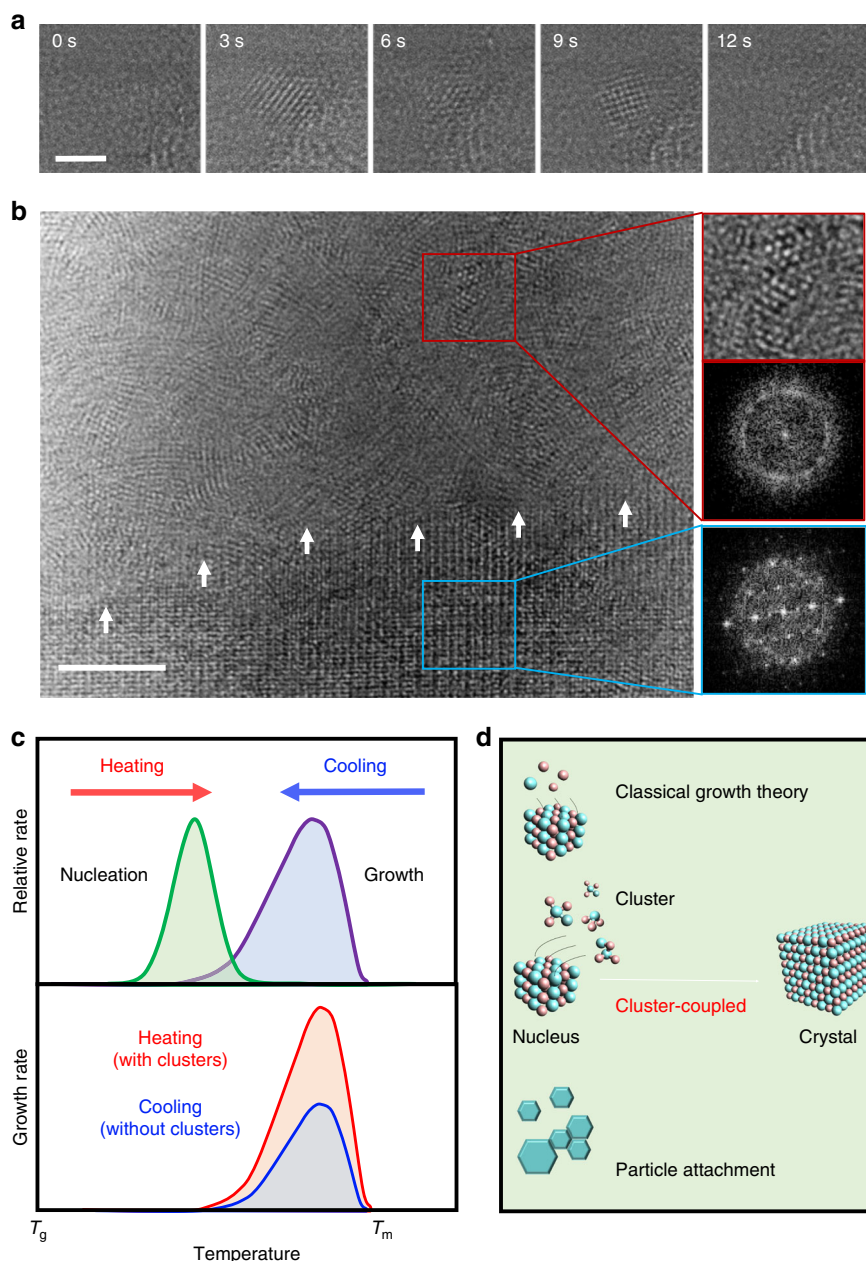 a
0 s
3 s
6 s
9 s
12 s
b
c
Heating
Cooling
Relative rate
Nucleation
Growth
Growth rate
Heating
(with clusters)
Cooling
(without clusters)
Tg
Tm
Temperature
d
Classical growth theory
Cluster
Cluster-coupled
Nucleus
Crystal
Particle attachment